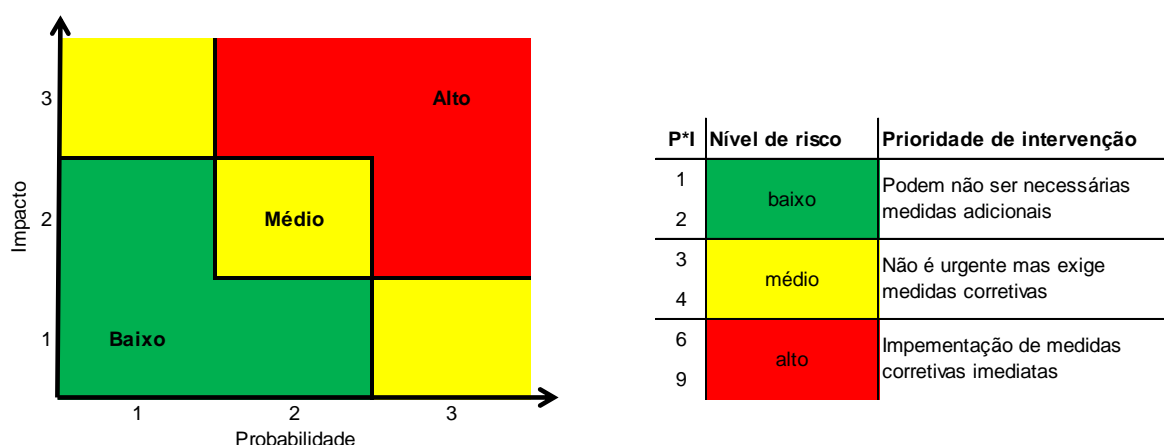 Impacto
3
2
1
Alto
Médio
Baixo
1 2 3
Probabilidade
P*I Nível de risco Prioridade de intervenção
1
2
baixo
Podem não ser necessárias
medidas adicionais
3
4
médio
Não é urgente mas exige
medidas corretivas
6
9
alto
Impementação de medidas
corretivas imediatas